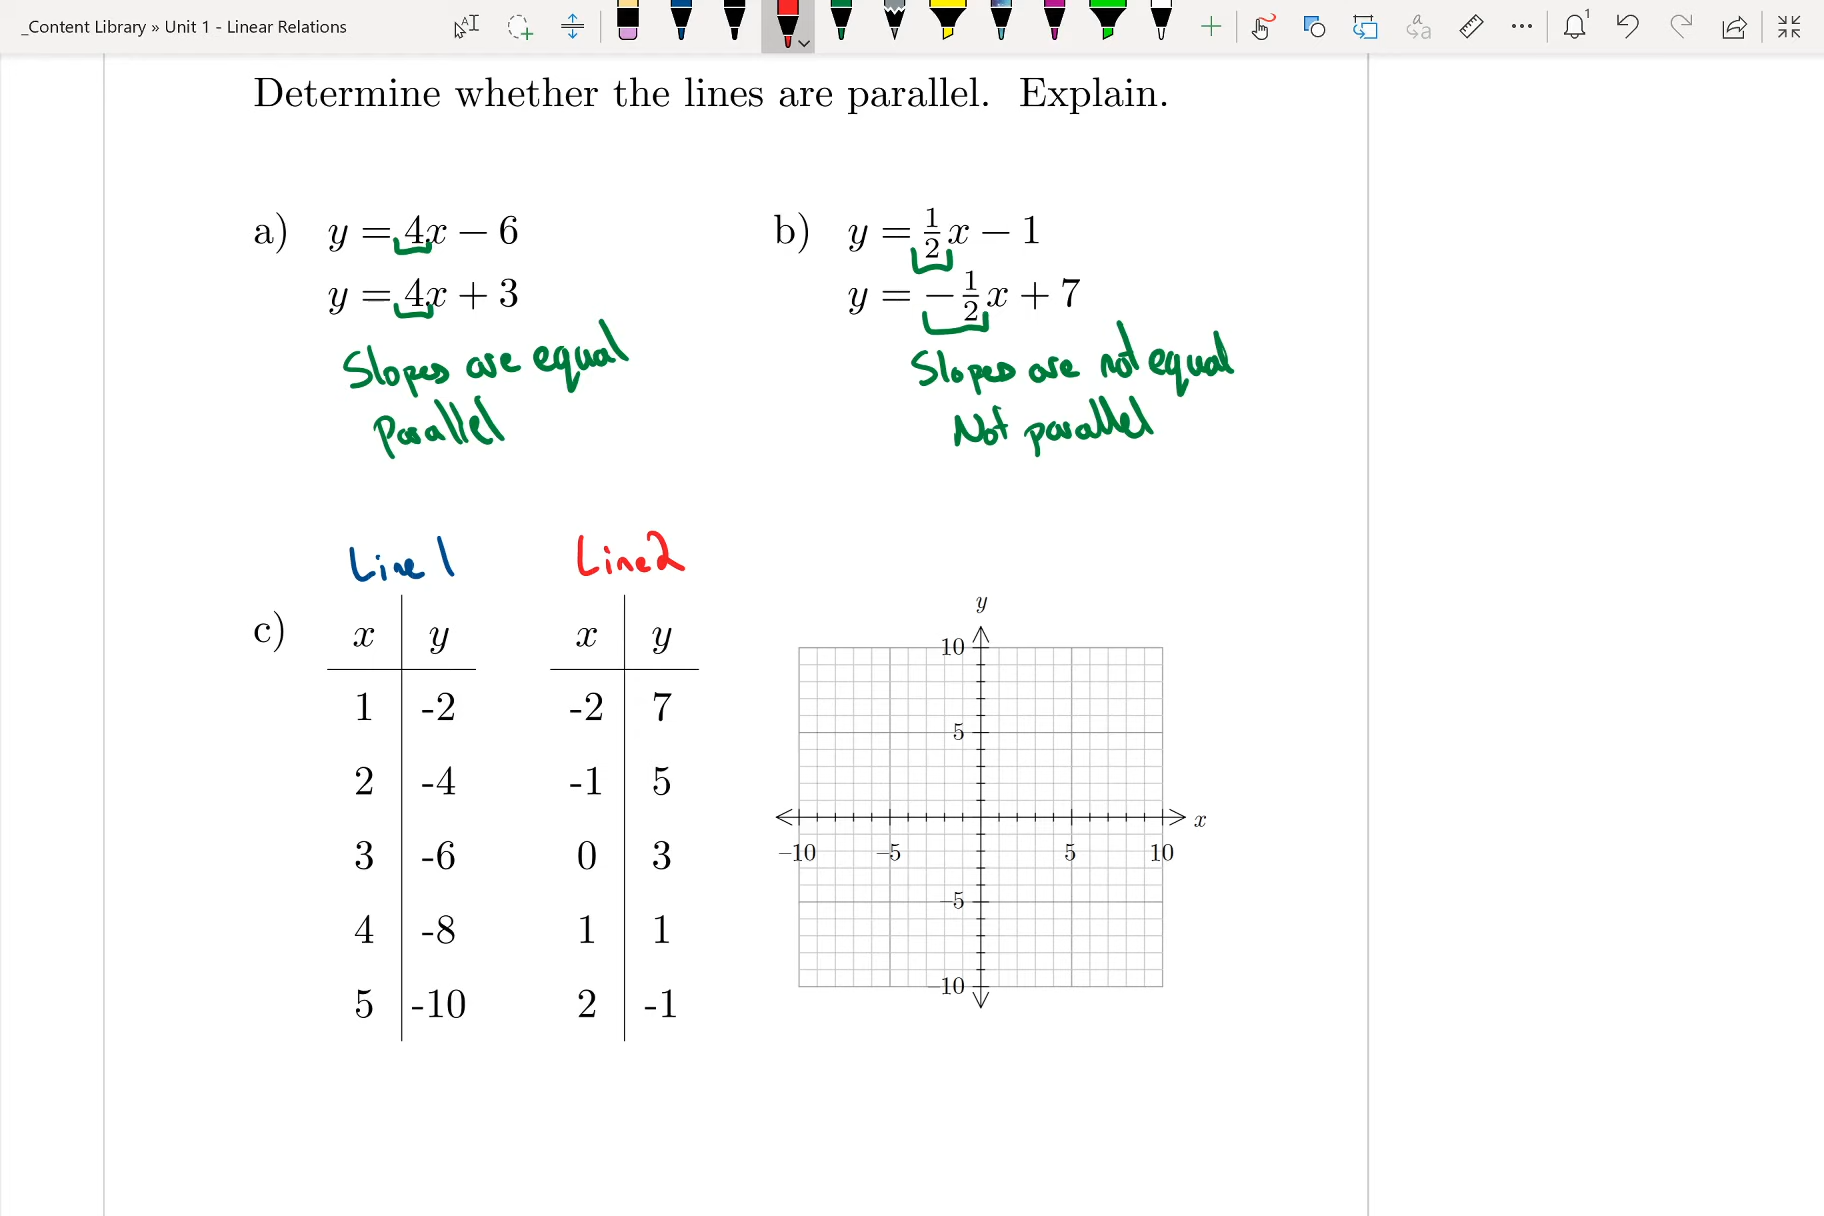 _Content Library » Unit 1 - Linear Relations
Determine whether the lines are parallel. Explain.
a) y = 4x − 6
y = 4x + 3
Slopes are equal
Parallel
b) y = 1/2 x − 1
y = − 1/2 x + 7
Slopes are not equal
Not parallel
Line 1
Line 2
c)
x y
1 -2
2 -4
3 -6
4 -8
5 -10
x y
-2 7
-1 5
0 3
1 1
2 -1
y
10
5
x
−10 −5 5 10
−5
−10